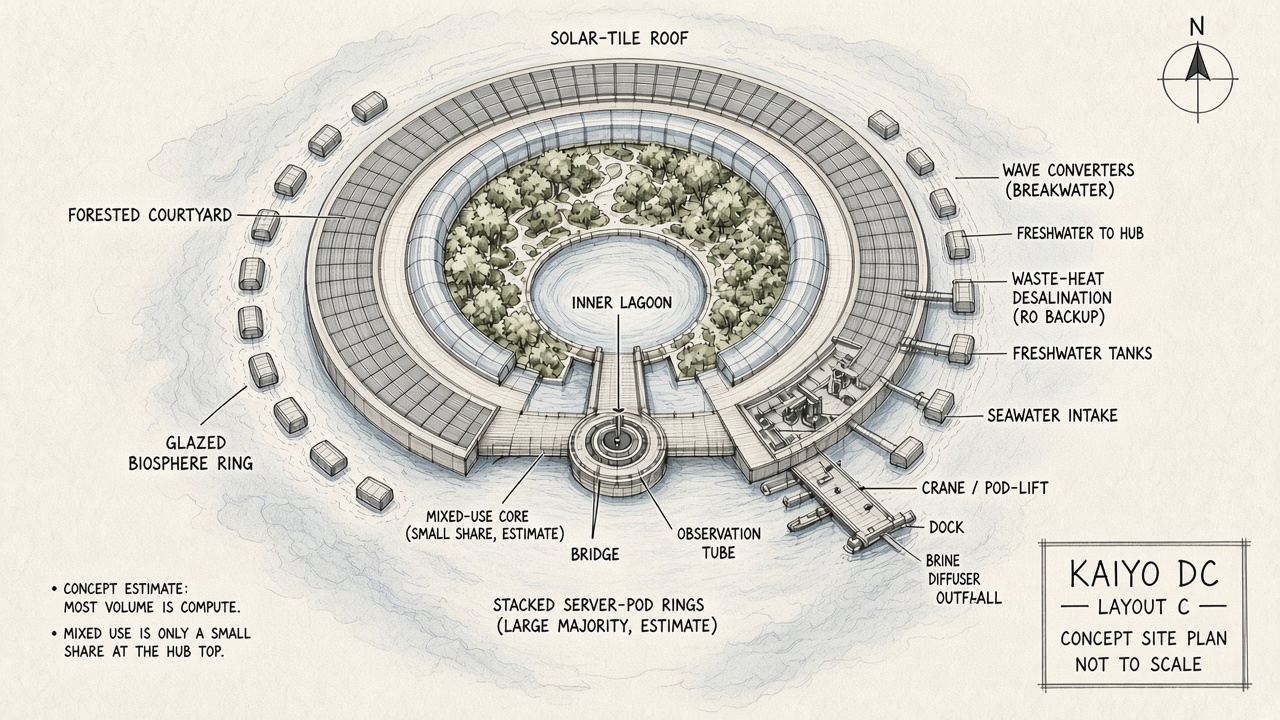 SOLAR-TILE ROOF
N
WAVE CONVERTERS
(BREAKWATER)
FORESTED COURTYARD
FRESHWATER TO HUB
WASTE-HEAT
DESALINATION
(RO BACKUP)
INNER LAGOON
FRESHWATER TANKS
SEAWATER INTAKE
GLAZED
BIOSPHERE RING
CRANE / POD-LIFT
MIXED-USE CORE
(SMALL SHARE, ESTIMATE)
BRIDGE
OBSERVATION
TUBE
DOCK
BRINE
DIFFUSER
OUTFALL
• CONCEPT ESTIMATE:
MOST VOLUME IS COMPUTE.
• MIXED USE IS ONLY A SMALL
SHARE AT THE HUB TOP.
STACKED SERVER-POD RINGS
(LARGE MAJORITY, ESTIMATE)
KAIYO DC
— LAYOUT C —
CONCEPT SITE PLAN
NOT TO SCALE